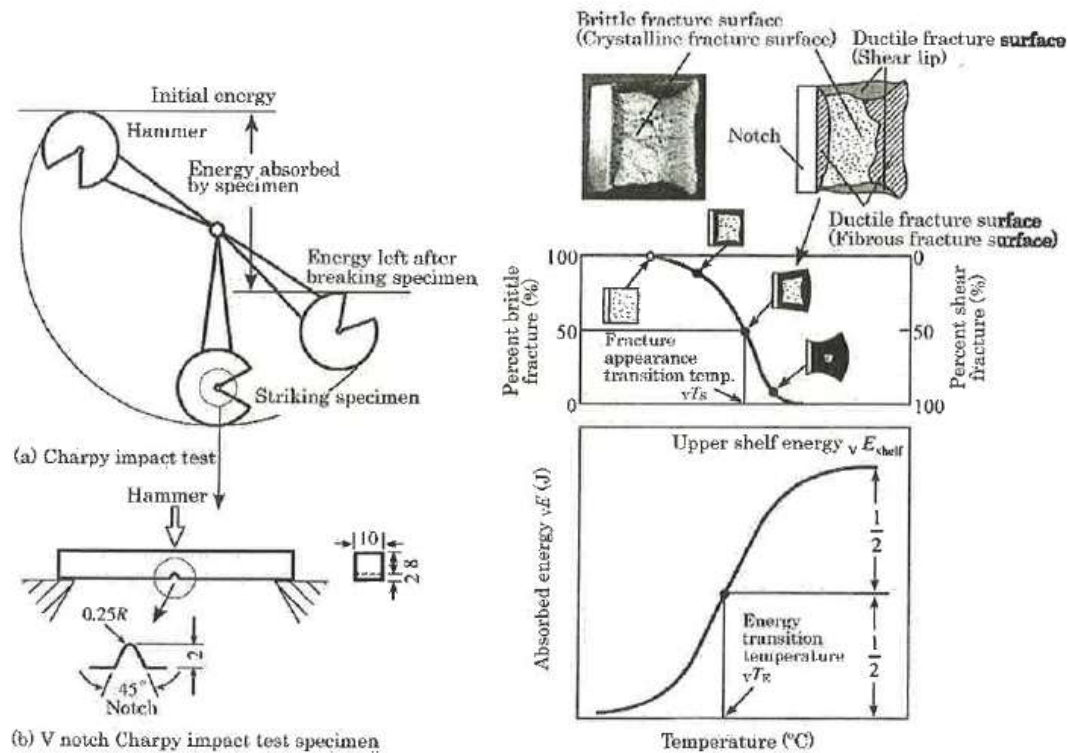 Initial energy
Hammer
Energy absorbed
by specimen
Energy left after
breaking specimen
Striking specimen
(a) Charpy impact test
Hammer
10
8
2
0.25R
2
45°
Notch
(b) V notch Charpy impact test specimen
Brittle fracture surface
(Crystalline fracture surface)
Ductile fracture surface
(Shear lip)
Notch
Ductile fracture surface
(Fibrous fracture surface)
Percent brittle
fracture (%)
100
50
0
Fracture
appearance
transition temp.
vTs
0
50
100
Percent shear
fracture (%)
Upper shelf energy vEshelf
Absorbed energy vE (J)
1/2
1/2
Energy
transition
temperature
vTE
Temperature (°C)